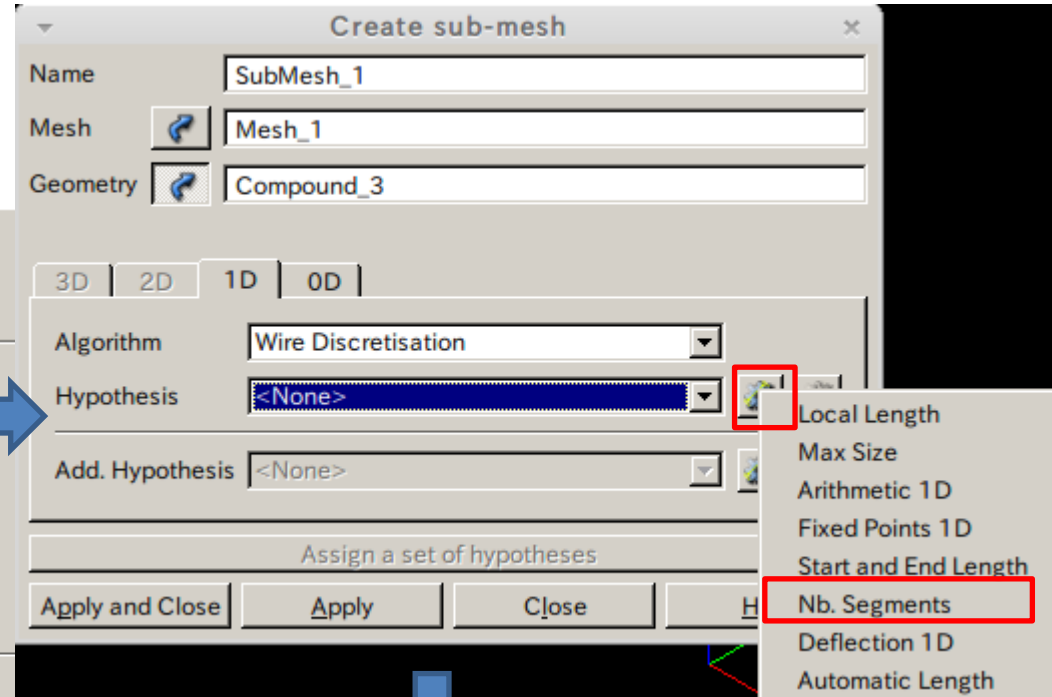 Create sub-mesh
Name SubMesh_1
Mesh Mesh_1
Geometry Compound_3
3D 2D 1D 0D
Algorithm Wire Discretisation
Hypothesis <None>
Add. Hypothesis <None>
Assign a set of hypotheses
Apply and Close Apply Close H
Local Length
Max Size
Arithmetic 1D
Fixed Points 1D
Start and End Length
Nb. Segments
Deflection 1D
Automatic Length